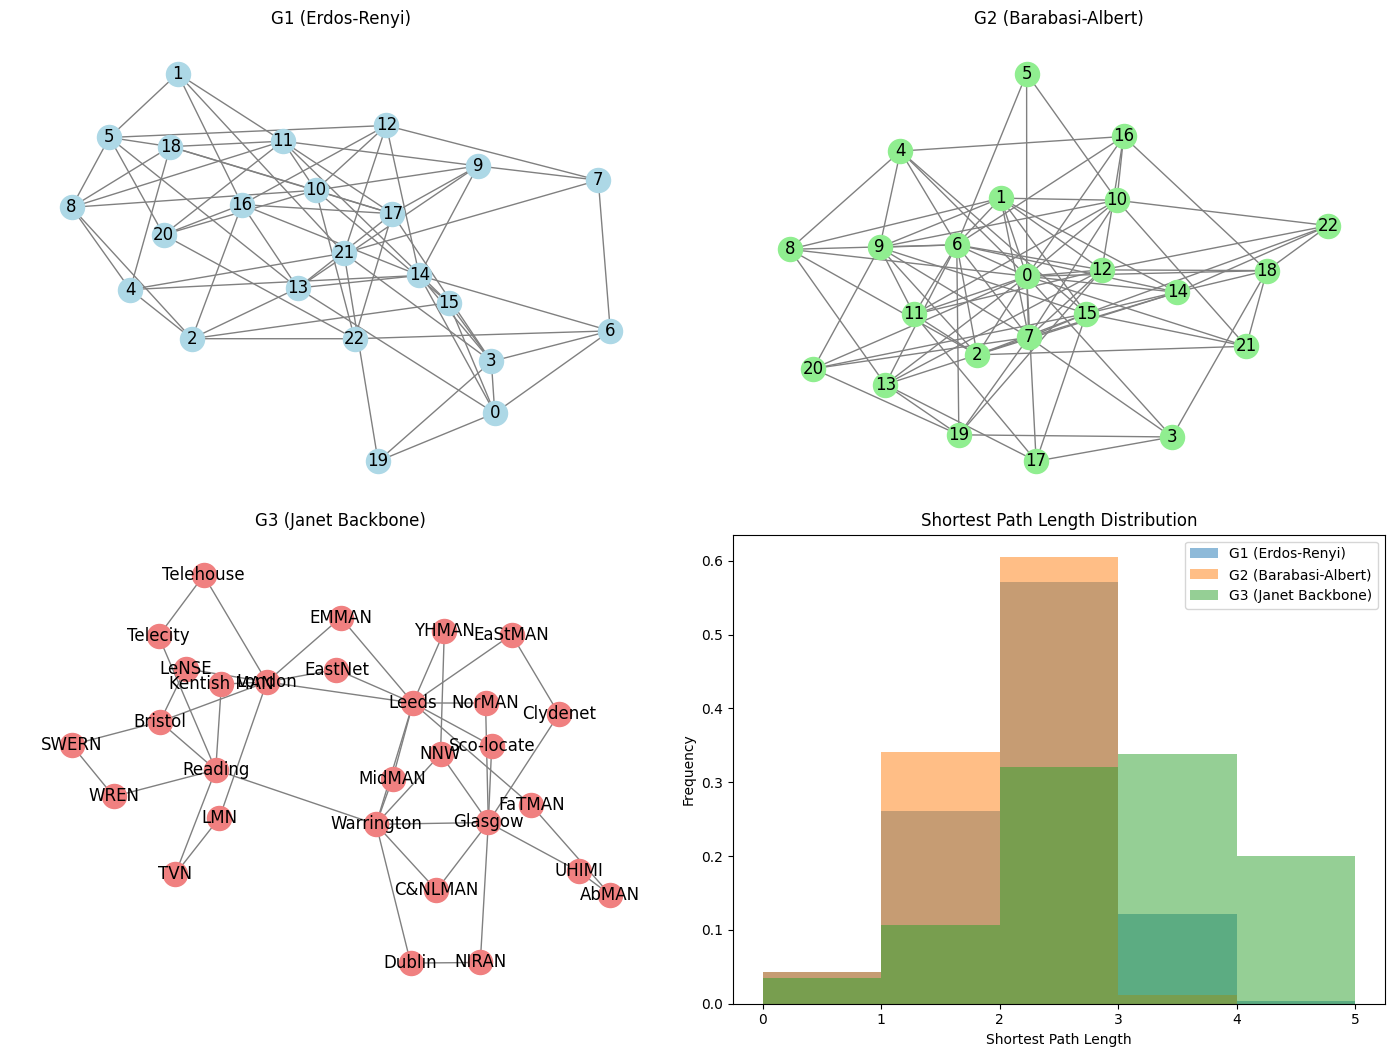 G1 (Erdos-Renyi)
1
5
18
11
12
9
7
8
10
16
17
20
21
14
4
13
15
2
22
6
3
0
19
G2 (Barabasi-Albert)
5
16
4
1
10
22
8
9
6
12
18
0
14
11
15
7
21
2
20
13
19
17
3
G3 (Janet Backbone)
Telehouse
EMMAN
YHMAN
EaStMAN
Telecity
LeNSE
EastNet
Kentish MAN
London
Leeds
NorMAN
Clydenet
Bristol
SWERN
Sco-locate
NNW
Reading
MidMAN
WREN
FaTMAN
LMN
Warrington
Glasgow
TVN
UHIMI
C&NLMAN
AbMAN
Dublin
NIRAN
Shortest Path Length Distribution
G1 (Erdos-Renyi)
G2 (Barabasi-Albert)
G3 (Janet Backbone)
Frequency
0.6
0.5
0.4
0.3
0.2
0.1
0.0
0
1
2
3
4
5
Shortest Path Length